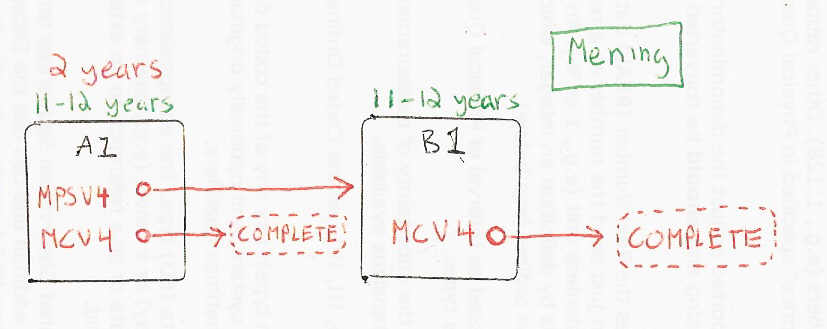 Mening
2 years
11-12 years
A1
MPSV4
MCV4
COMPLETE
11-12 years
B1
MCV4
COMPLETE